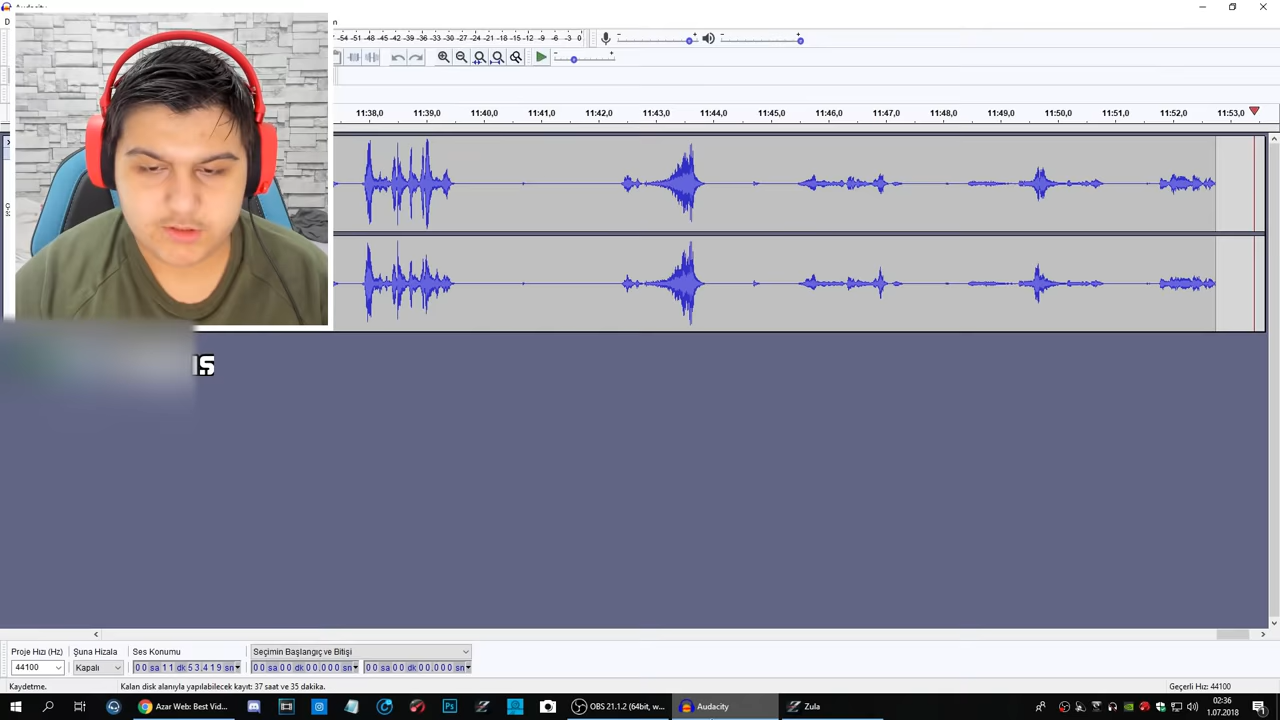 Audacity
-54 -51 -48 -45 -42 -39 -36 -33 -30 -27 -24 -21 -18 -15 -12 -9 -6 -3 0
11:38,0 11:39,0 11:40,0 11:41,0 11:42,0 11:43,0 11:44,0 11:45,0 11:46,0 11:47,0 11:48,0 11:49,0 11:50,0 11:51,0 11:52,0 11:53,0
Proje Hızı (Hz) Şuna Hizala Ses Konumu Seçimin Başlangıç ve Bitişi
44100 Kapalı 00 sa 11 dk 53.419 sn 00 sa 00 dk 00.000 sn 00 sa 00 dk 00.000 sn
Kaydetme. Kalan disk alanıyla yapılabilecek kayıt: 37 saat ve 35 dakika. Geçerli Hız: 44100
Azar Web: Best Vid... OBS 21.1.2 (64bit, w... Audacity Zula
02:36
1.07.2018